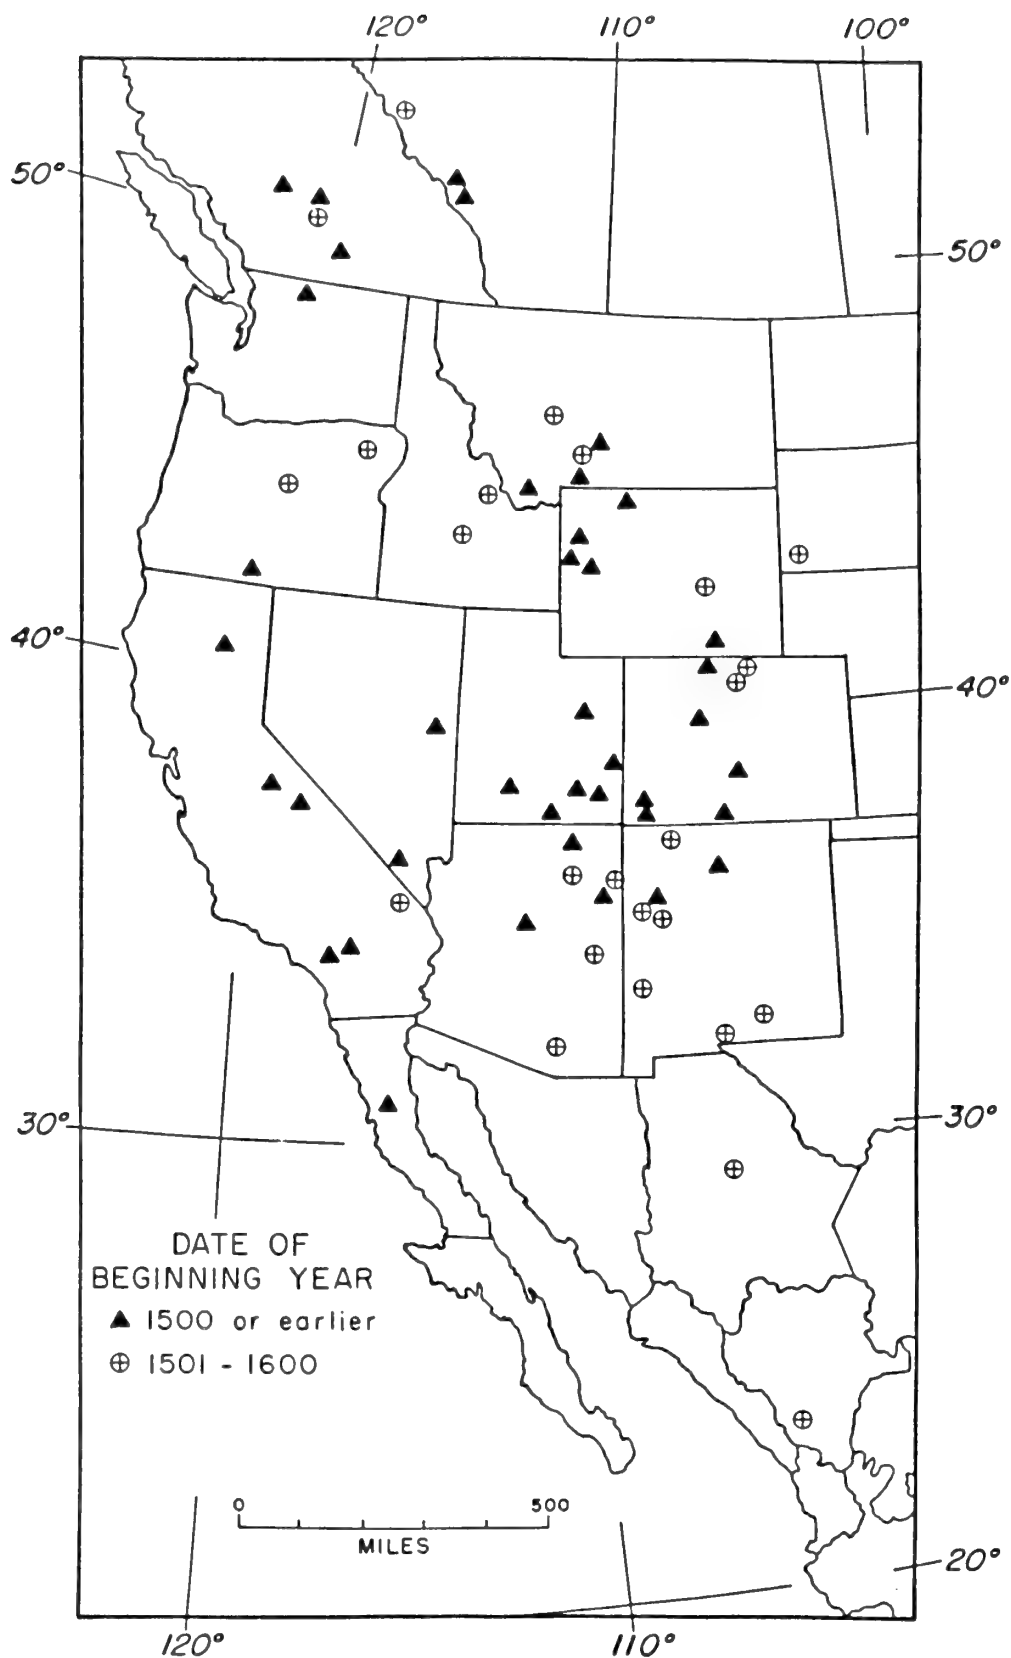 120° 110° 100°
50°
50°
40°
40°
30°
30°
DATE OF
BEGINNING YEAR
▲ 1500 or earlier
⊕ 1501 - 1600
0 500
MILES
20°
120° 110°